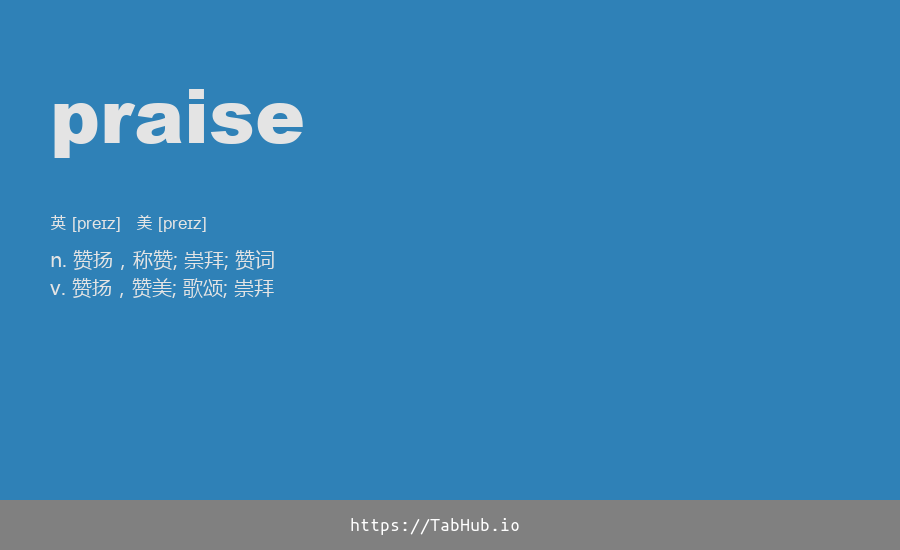 praise
英 [preɪz] 美 [preɪz]
n. 赞扬，称赞; 崇拜; 赞词
v. 赞扬，赞美; 歌颂; 崇拜
https://TabHub.io